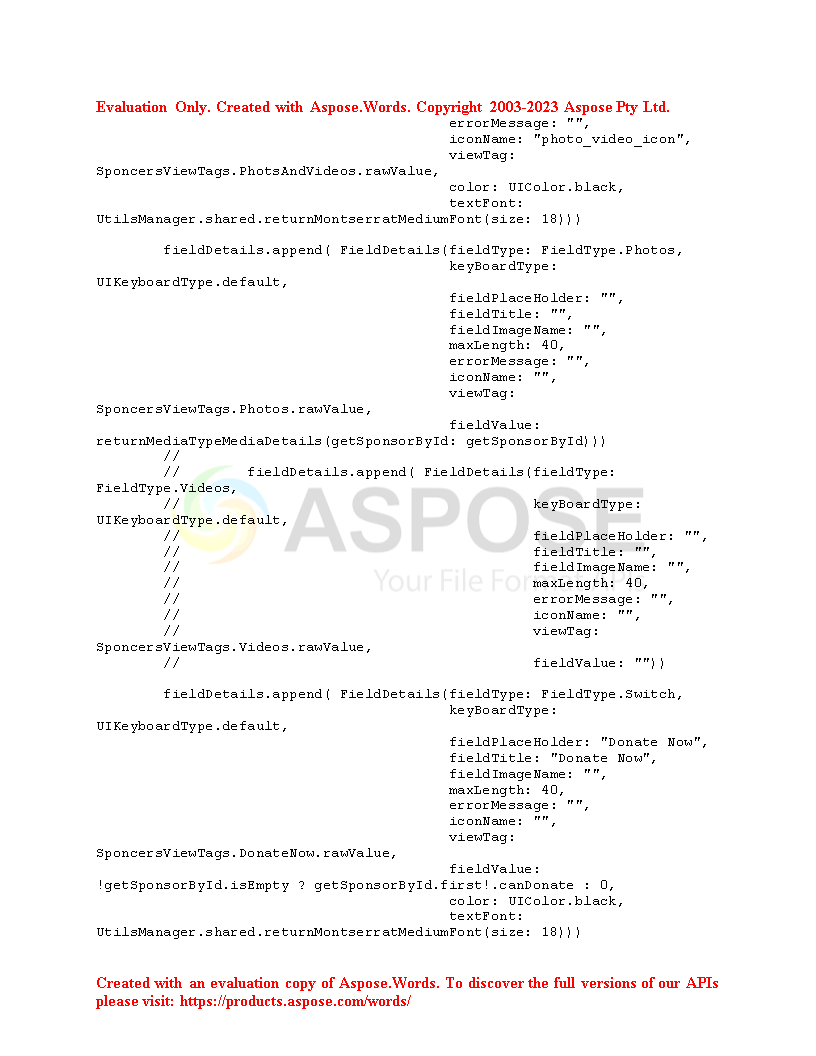 Evaluation Only. Created with Aspose.Words. Copyright 2003-2023 Aspose Pty Ltd.
errorMessage: "",
iconName: "photo_video_icon",
viewTag:
SponcersViewTags.PhotsAndVideos.rawValue,
color: UIColor.black,
textFont:
UtilsManager.shared.returnMontserratMediumFont(size: 18)))
fieldDetails.append( FieldDetails(fieldType: FieldType.Photos,
keyBoardType:
UIKeyboardType.default,
fieldPlaceHolder: "",
fieldTitle: "",
fieldImageName: "",
maxLength: 40,
errorMessage: "",
iconName: "",
viewTag:
SponcersViewTags.Photos.rawValue,
fieldValue:
returnMediaTypeMediaDetails(getSponsorById: getSponsorById)))
//
// fieldDetails.append( FieldDetails(fieldType:
FieldType.Videos,
// keyBoardType:
UIKeyboardType.default,
// fieldPlaceHolder: "",
// fieldTitle: "",
// fieldImageName: "",
// maxLength: 40,
// errorMessage: "",
// iconName: "",
// viewTag:
SponcersViewTags.Videos.rawValue,
// fieldValue: ""))
ASPOSE
Your File Format APIs
fieldDetails.append( FieldDetails(fieldType: FieldType.Switch,
keyBoardType:
UIKeyboardType.default,
fieldPlaceHolder: "Donate Now",
fieldTitle: "Donate Now",
fieldImageName: "",
maxLength: 40,
errorMessage: "",
iconName: "",
viewTag:
SponcersViewTags.DonateNow.rawValue,
fieldValue:
!getSponsorById.isEmpty ? getSponsorById.first!.canDonate : 0,
color: UIColor.black,
textFont:
UtilsManager.shared.returnMontserratMediumFont(size: 18)))
Created with an evaluation copy of Aspose.Words. To discover the full versions of our APIs
please visit: https://products.aspose.com/words/